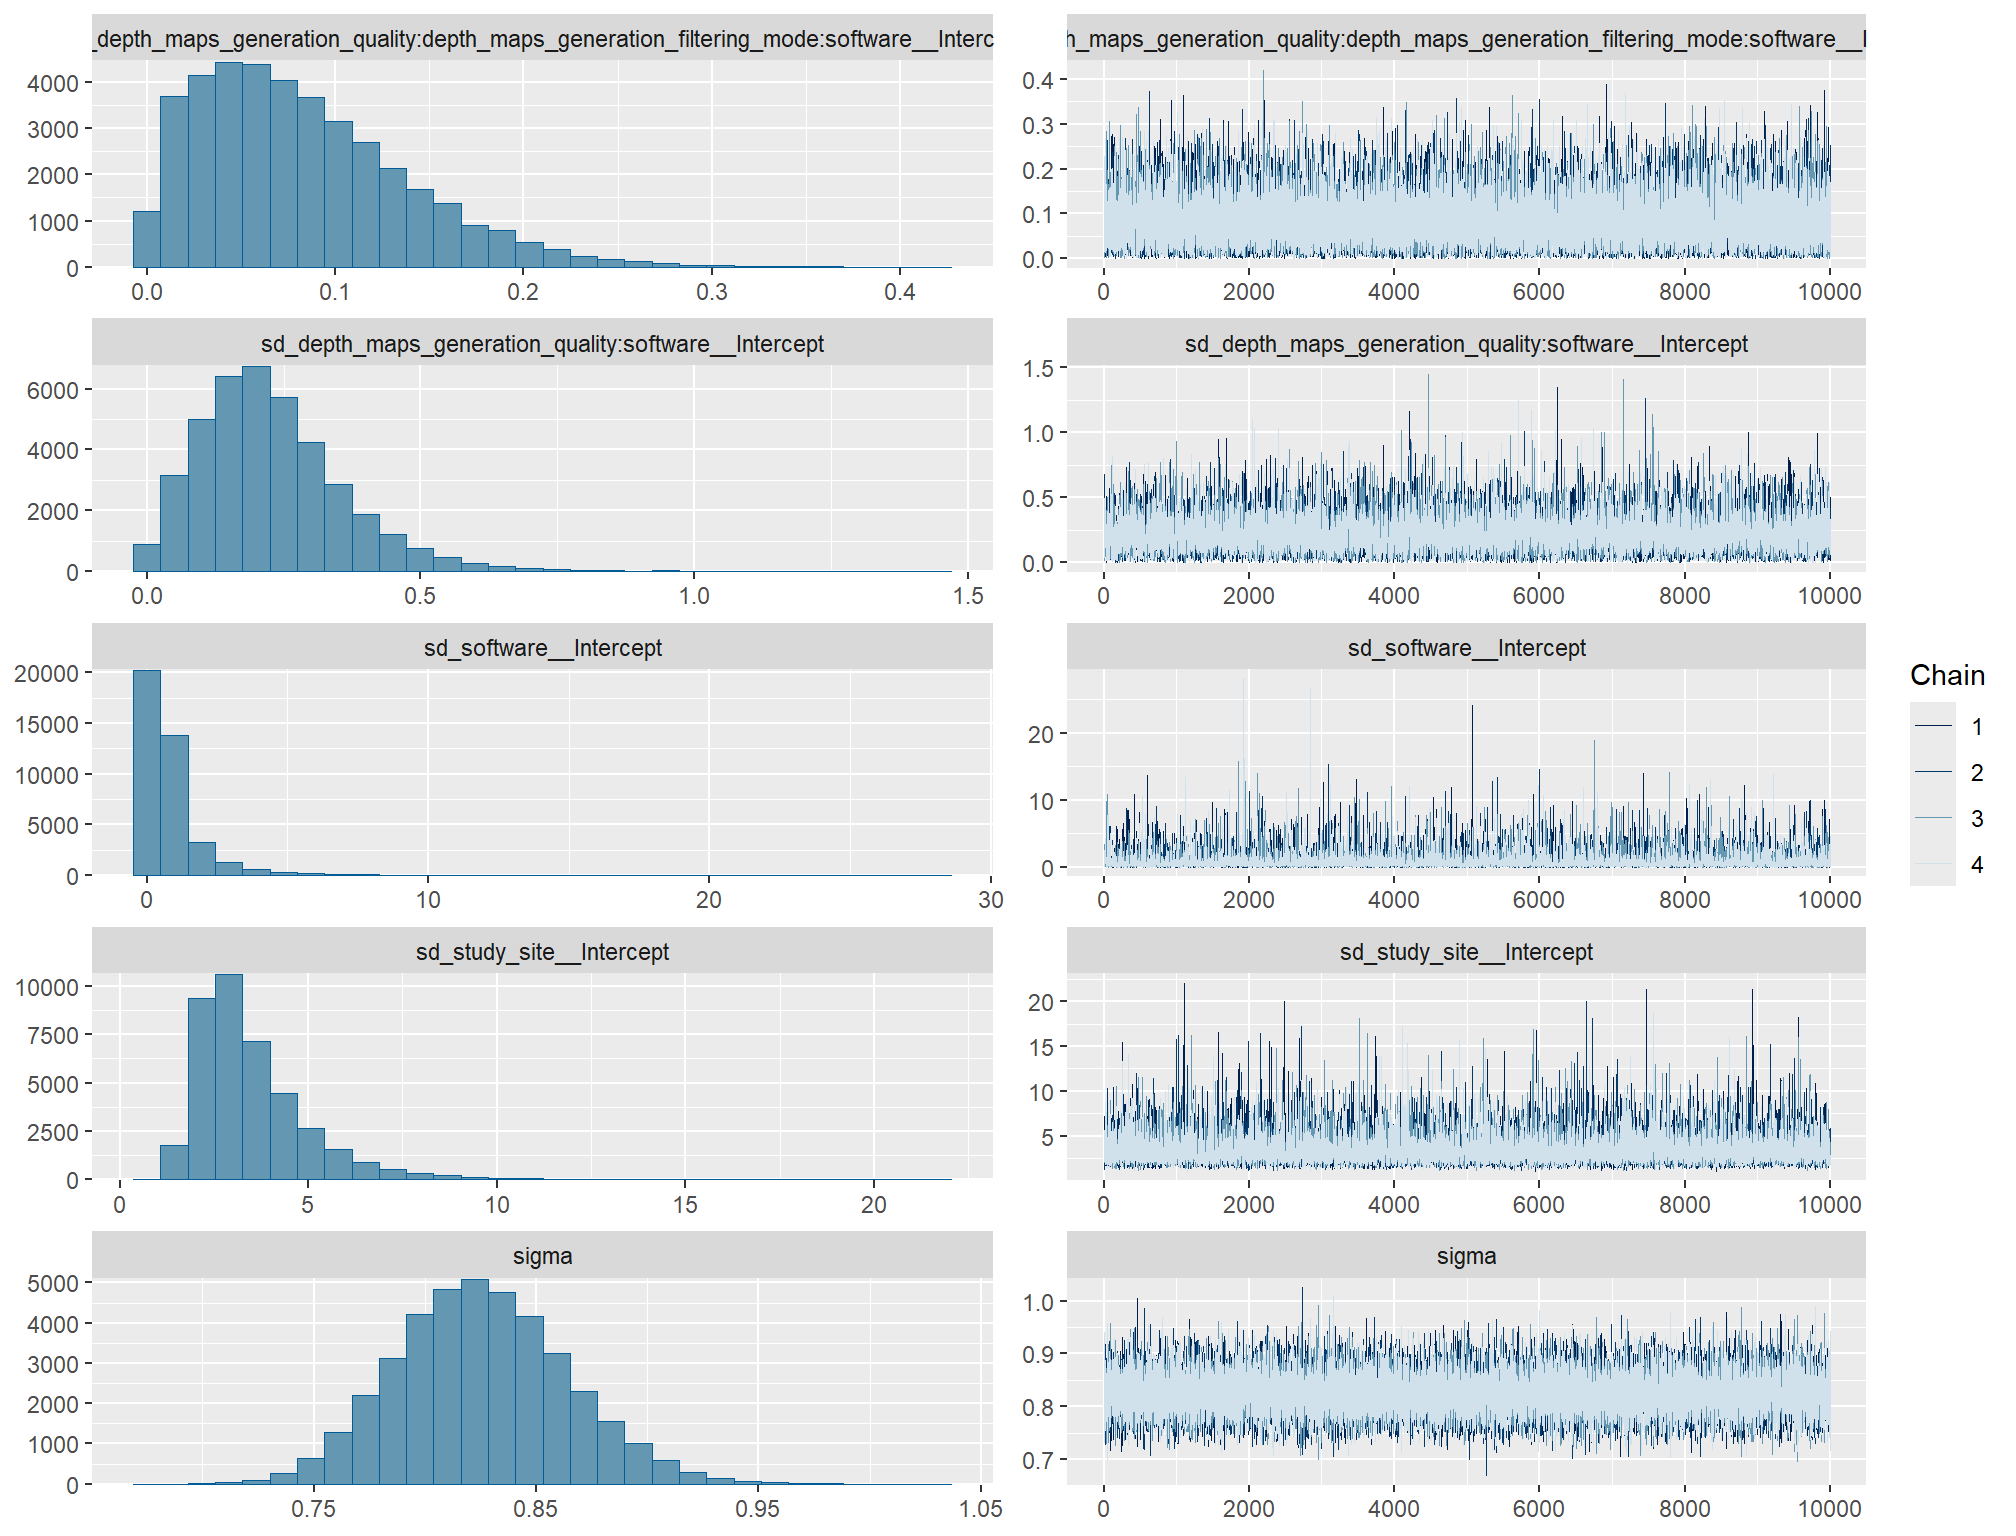 _depth_maps_generation_quality:depth_maps_generation_filtering_mode:software__Interc
4000
3000
2000
1000
0
0.0 0.1 0.2 0.3 0.4
h_maps_generation_quality:depth_maps_generation_filtering_mode:software__I
0.4
0.3
0.2
0.1
0.0
0 2000 4000 6000 8000 10000
sd_depth_maps_generation_quality:software__Intercept
6000
4000
2000
0
0.0 0.5 1.0 1.5
sd_depth_maps_generation_quality:software__Intercept
1.5
1.0
0.5
0.0
0 2000 4000 6000 8000 10000
sd_software__Intercept
20000
15000
10000
5000
0
0 10 20 30
sd_software__Intercept
20
10
0
0 2000 4000 6000 8000 10000
sd_study_site__Intercept
10000
7500
5000
2500
0
0 5 10 15 20
sd_study_site__Intercept
20
15
10
5
0 2000 4000 6000 8000 10000
sigma
5000
4000
3000
2000
1000
0
0.75 0.85 0.95 1.05
sigma
1.0
0.9
0.8
0.7
0 2000 4000 6000 8000 10000
Chain
1
2
3
4